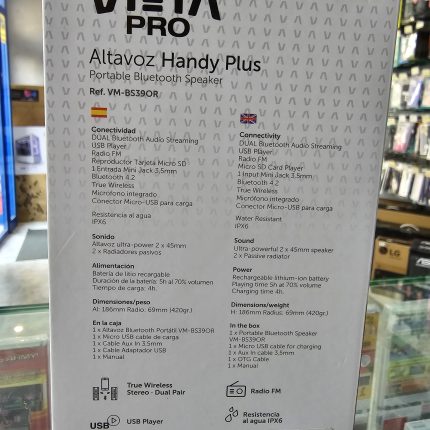 VIETA
PRO
Altavoz Handy Plus
Portable Bluetooth Speaker
Ref. VM-BS39OR
Conectividad
DUAL Bluetooth Audio Streaming
USB Player
Radio FM
Reproductor Tarjeta Micro SD
1 Entrada Mini Jack 3,5mm
Bluetooth 4.2
True Wireless
Micrófono integrado
Conector Micro-USB para carga
Resistencia al agua
IPX6
Sonido
Altavoz ultra-power 2 x 45mm
2 x Radiadores pasivos
Alimentación
Batería de litio recargable
Duración de la batería: 5h al 70% volumen
Tiempo de carga: 4h.
Dimensiones/peso
Al: 186mm Radio: 69mm (420gr.)
En la caja
1 x Altavoz Bluetooth Portátil VM-BS39OR
1 x Micro USB cable de carga
1 x Cable Aux In 3.5mm
1 x Cable Adaptador USB
1 x Manual
Connectivity
DUAL Bluetooth Audio Streaming
USB Player
Radio FM
Micro SD Card Player
1 Input Mini Jack 3.5mm
Bluetooth 4.2
True Wireless
Micrófono integrado
Conector Micro-USB para carga
Water Resistant
IPX6
Sound
Ultra-powerful 2 x 45mm speaker
2 x Passive radiator
Power
Rechargeable lithium-ion battery
Playing time 5h at 70% volume
Charging time 4h.
Dimensions/weight
H: 186mm Radius: 69mm (420gr.)
In the box
1 x Portable Bluetooth Speaker
VM-BS39OR
1 x Micro USB cable for charging
1 x Aux In cable 3.5mm
1 x OTG Cable
1 x Manual
True Wireless
Stereo - Dual Pair
Radio FM
USB
USB Player
Resistencia
al agua IPX6
LG